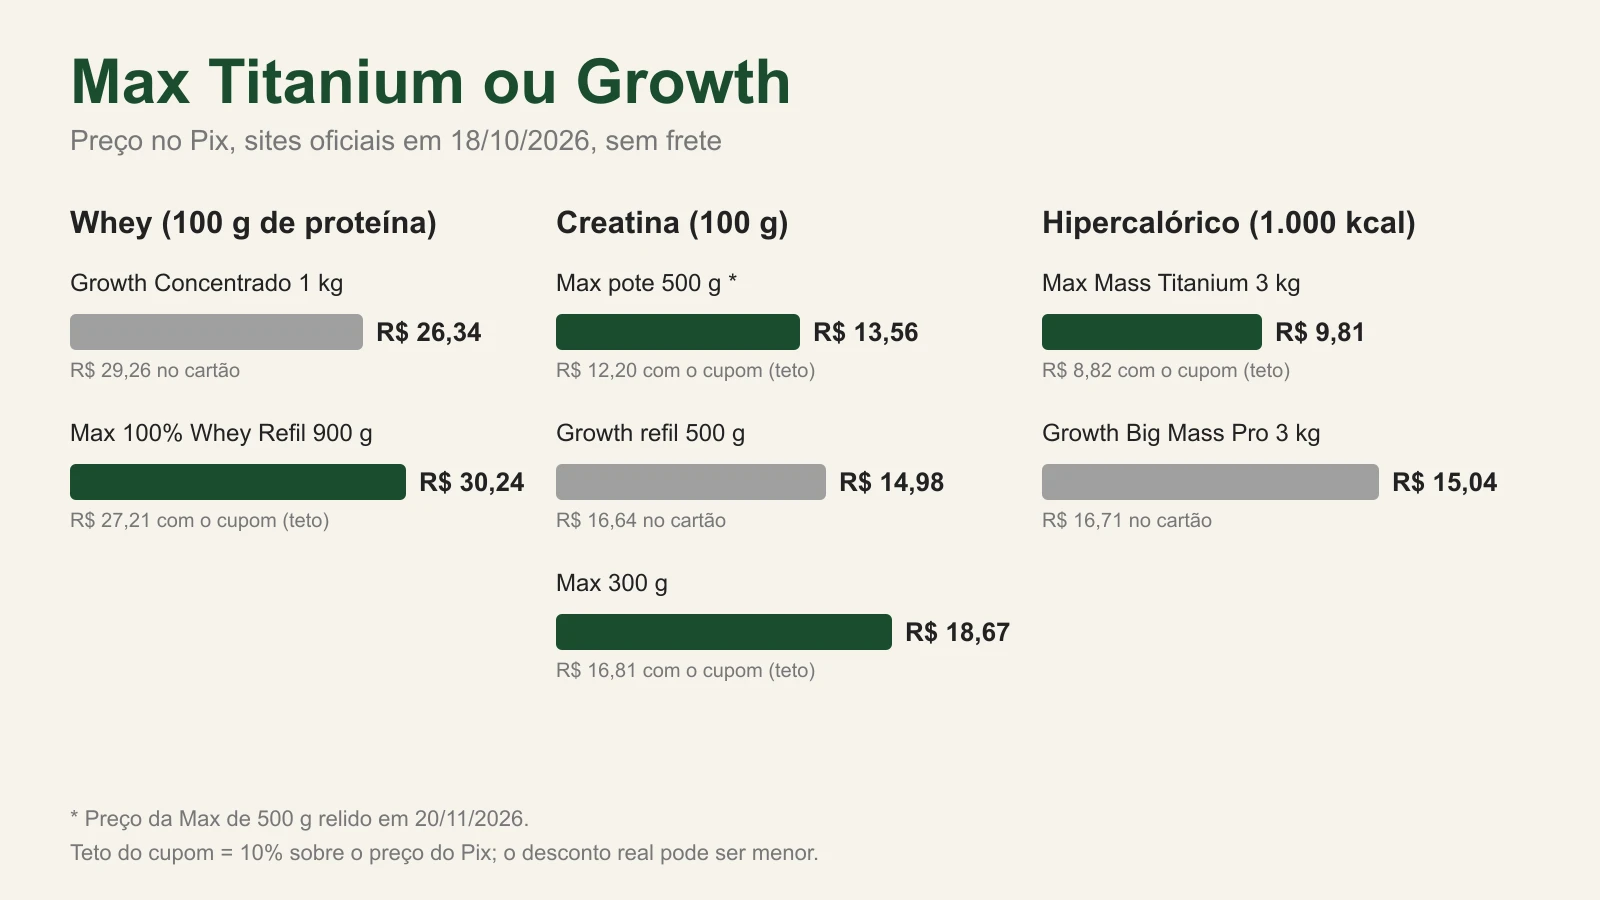 Max Titanium ou Growth
Preço no Pix, sites oficiais em 18/10/2026, sem frete
Whey (100 g de proteína)
Growth Concentrado 1 kg
R$ 26,34
R$ 29,26 no cartão
Max 100% Whey Refil 900 g
R$ 30,24
R$ 27,21 com o cupom (teto)
Creatina (100 g)
Max pote 500 g *
R$ 13,56
R$ 12,20 com o cupom (teto)
Growth refil 500 g
R$ 14,98
R$ 16,64 no cartão
Max 300 g
R$ 18,67
R$ 16,81 com o cupom (teto)
Hipercalórico (1.000 kcal)
Max Mass Titanium 3 kg
R$ 9,81
R$ 8,82 com o cupom (teto)
Growth Big Mass Pro 3 kg
R$ 15,04
R$ 16,71 no cartão
* Preço da Max de 500 g relido em 20/11/2026.
Teto do cupom = 10% sobre o preço do Pix; o desconto real pode ser menor.